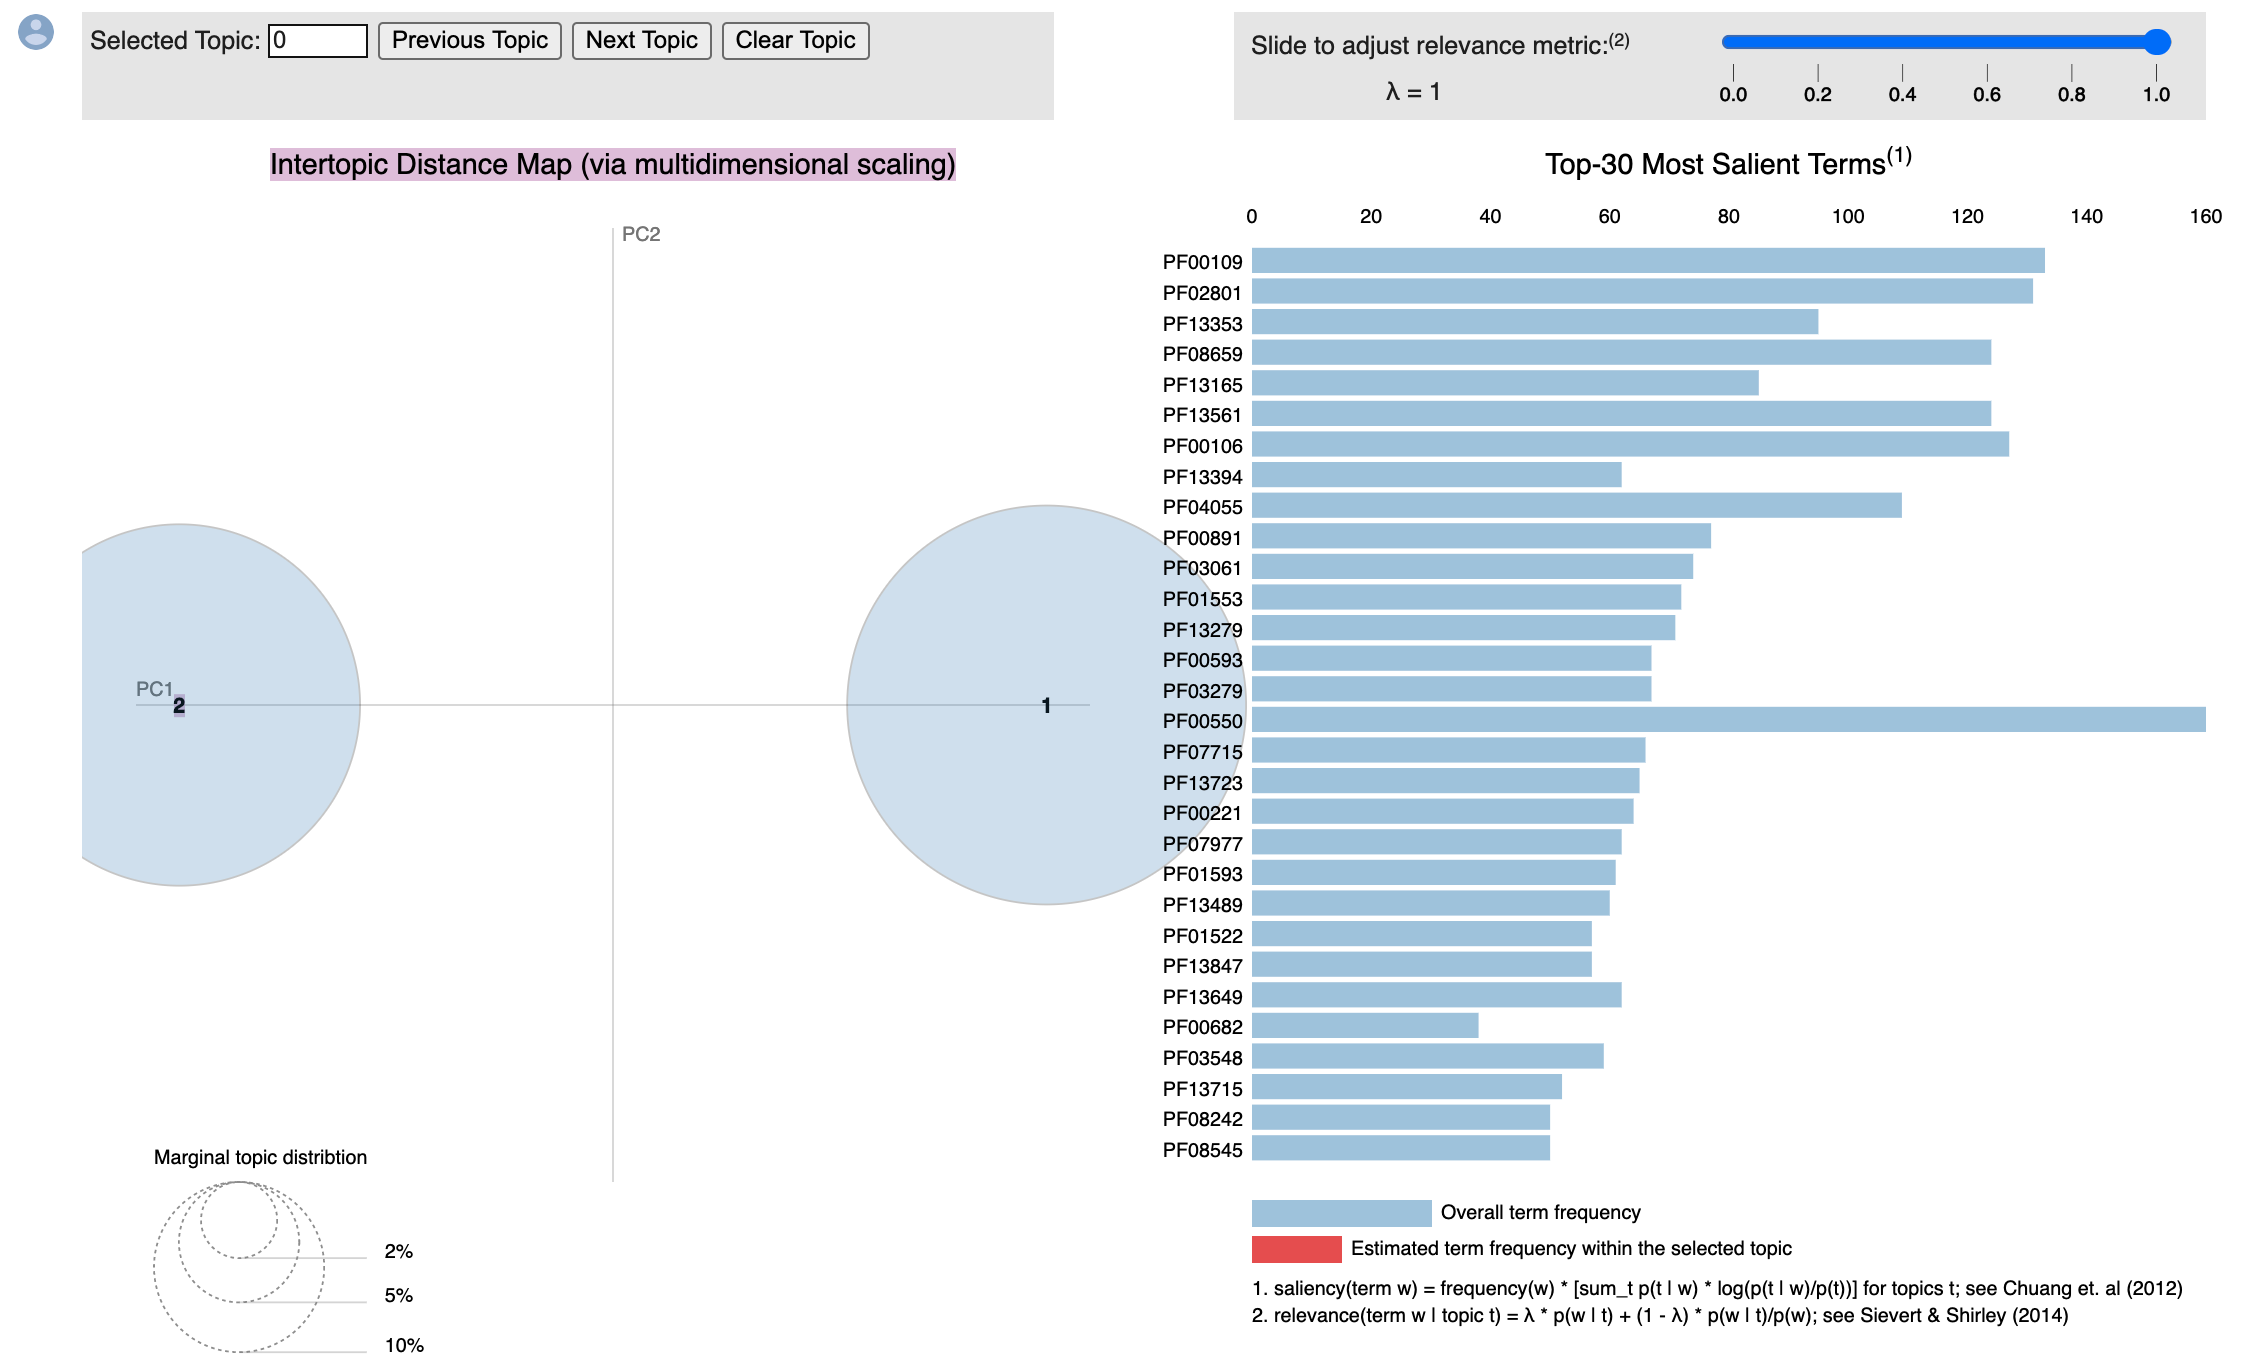 Selected Topic: 0 Previous Topic Next Topic Clear Topic
Slide to adjust relevance metric:(2)
λ = 1
0.0 0.2 0.4 0.6 0.8 1.0
Intertopic Distance Map (via multidimensional scaling)
PC2
PC1
2
1
Marginal topic distribtion
2%
5%
10%
Top-30 Most Salient Terms(1)
0 20 40 60 80 100 120 140 160
PF00109
PF02801
PF13353
PF08659
PF13165
PF13561
PF00106
PF13394
PF04055
PF00891
PF03061
PF01553
PF13279
PF00593
PF03279
PF00550
PF07715
PF13723
PF00221
PF07977
PF01593
PF13489
PF01522
PF13847
PF13649
PF00682
PF03548
PF13715
PF08242
PF08545
Overall term frequency
Estimated term frequency within the selected topic
1. saliency(term w) = frequency(w) * [sum_t p(t | w) * log(p(t | w)/p(t))] for topics t; see Chuang et. al (2012)
2. relevance(term w | topic t) = λ * p(w | t) + (1 - λ) * p(w | t)/p(w); see Sievert & Shirley (2014)